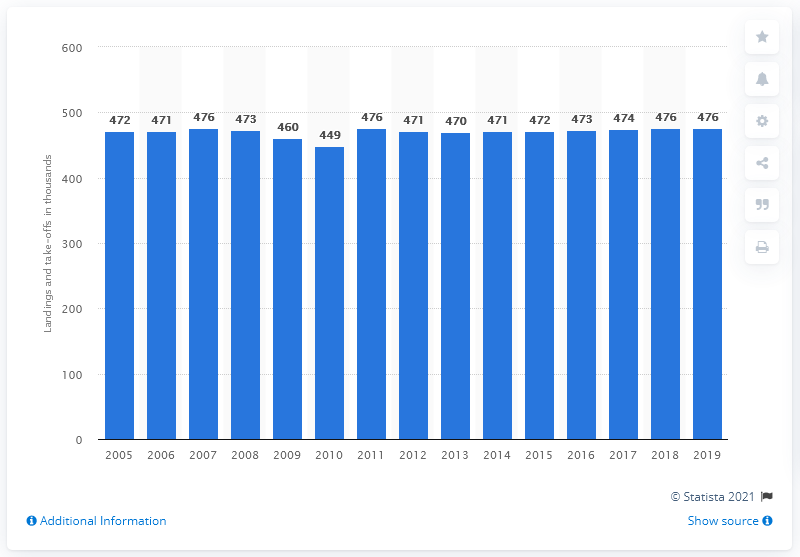 600
500
400
300
200
100
0
Landings and take-offs in thousands
472 471 476 473 460 449 476 471 470 471 472 473 474 476 476
2005 2006 2007 2008 2009 2010 2011 2012 2013 2014 2015 2016 2017 2018 2019
© Statista 2021
Additional Information
Show source